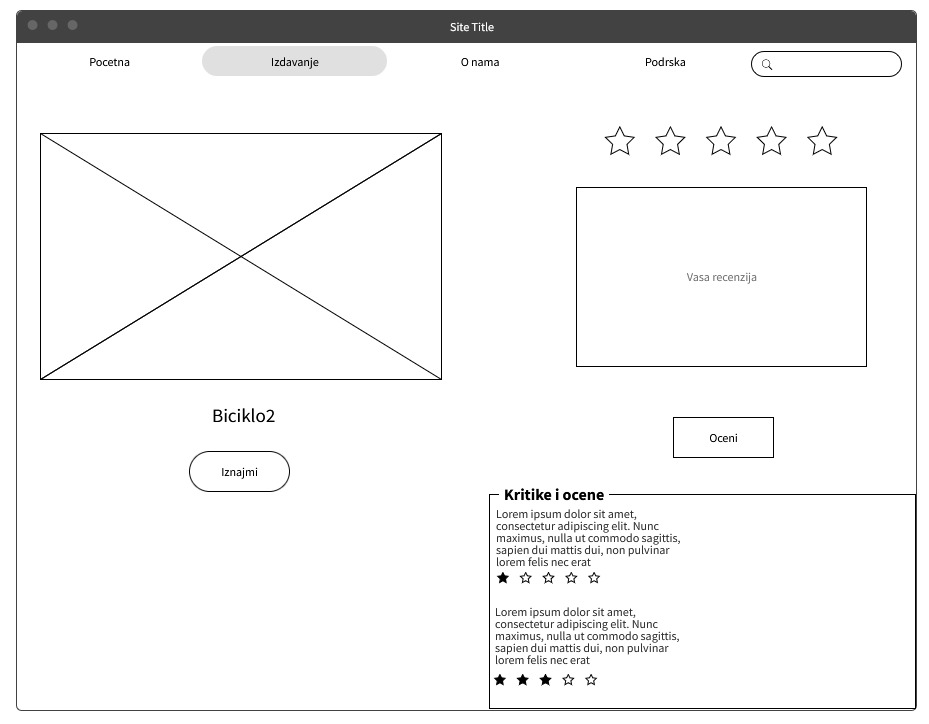 Site Title
Pocetna
Izdavanje
O nama
Podrska
Vasa recenzija
Biciklo2
Iznajmi
Oceni
Kritike i ocene
Lorem ipsum dolor sit amet,
consectetur adipiscing elit. Nunc
maximus, nulla ut commodo sagittis,
sapien dui mattis dui, non pulvinar
lorem felis nec erat
Lorem ipsum dolor sit amet,
consectetur adipiscing elit. Nunc
maximus, nulla ut commodo sagittis,
sapien dui mattis dui, non pulvinar
lorem felis nec erat